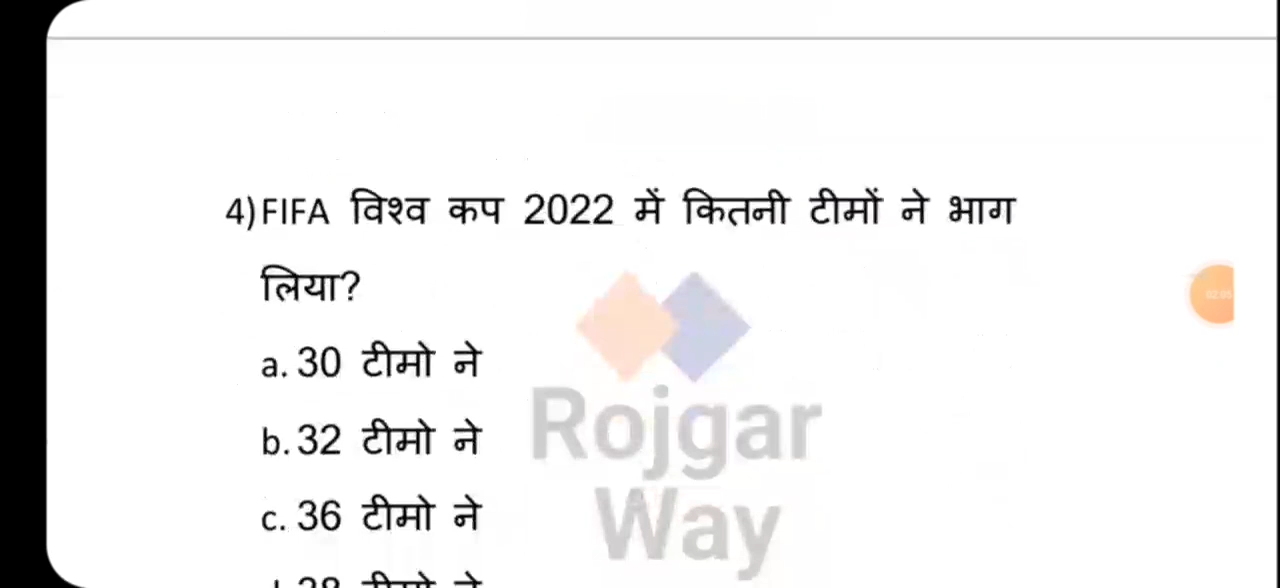 4) FIFA विश्व कप 2022 में कितनी टीमों ने भाग
लिया?
a. 30 टीमो ने
b. 32 टीमो ने
c. 36 टीमो ने
Rojgar
Way